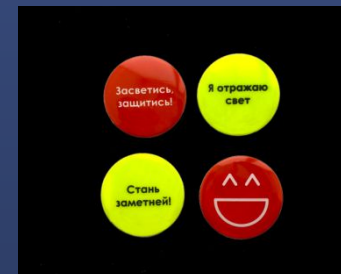 Засветись,
защитись!
Я отражаю
свет
Стань
заметней!